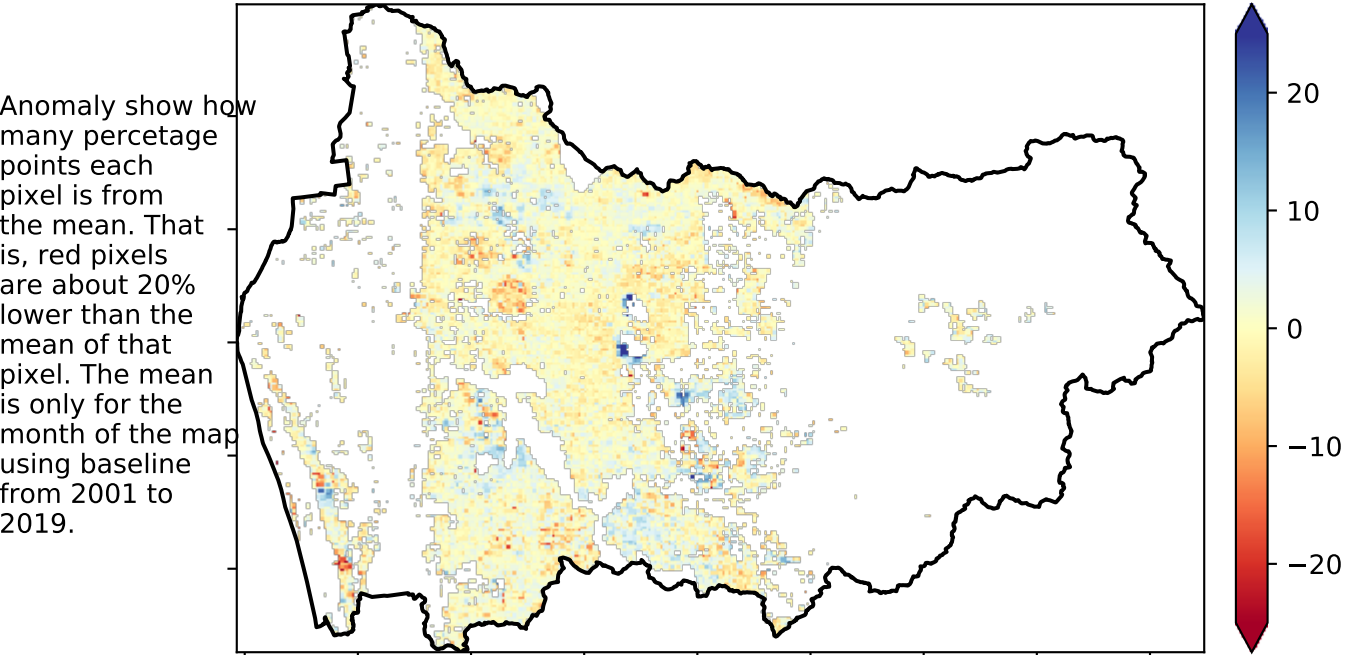 Anomaly show how
many percetage
points each
pixel is from
the mean. That
is, red pixels
are about 20%
lower than the
mean of that
pixel. The mean
is only for the
month of the map
using baseline
from 2001 to
2019.
20
10
0
−10
−20